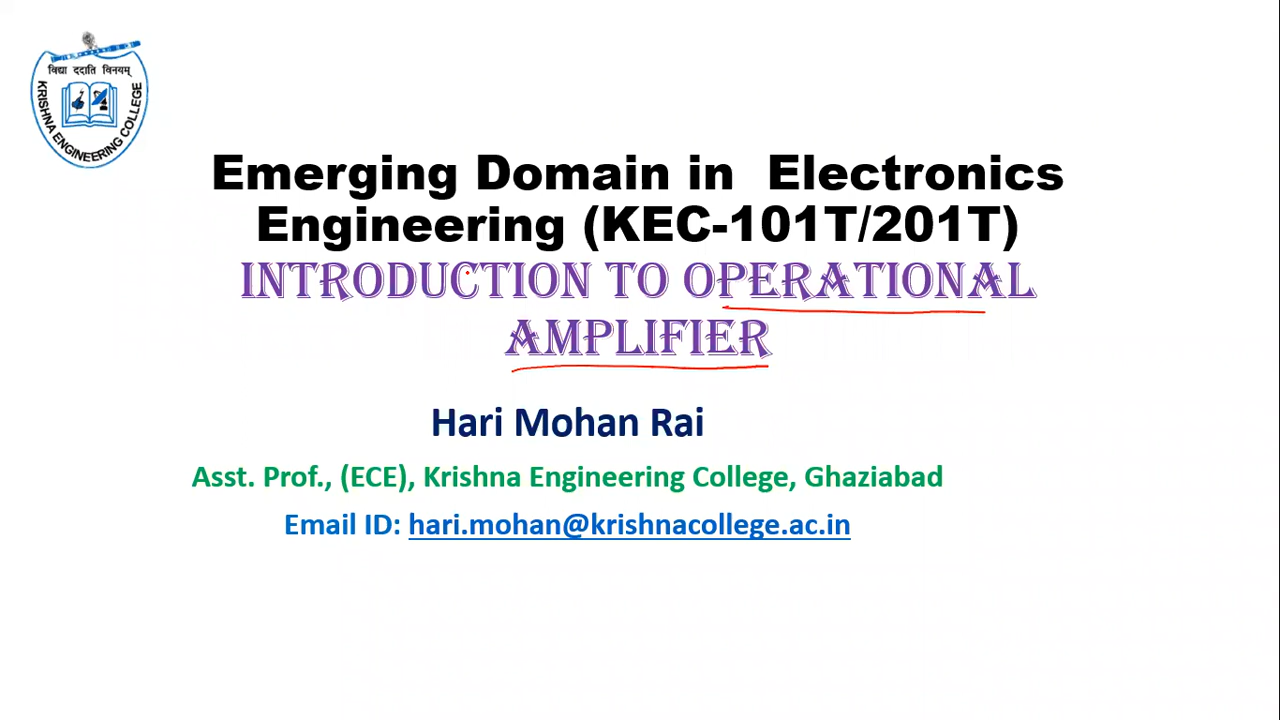 विद्या ददाति विनयम्
KRISHNA ENGINEERING COLLEGE
Emerging Domain in  Electronics
Engineering (KEC-101T/201T)
INTRODUCTION TO OPERATIONAL
AMPLIFIER
Hari Mohan Rai
Asst. Prof., (ECE), Krishna Engineering College, Ghaziabad
Email ID: hari.mohan@krishnacollege.ac.in